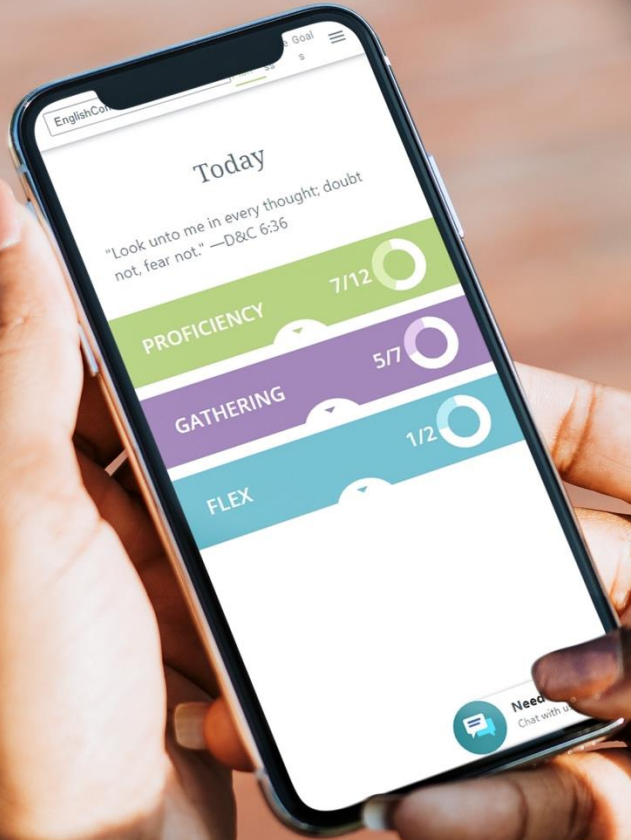 EnglishCon
Goal
s
Today
"Look unto me in every thought; doubt
not, fear not." —D&C 6:36
PROFICIENCY
7/12
GATHERING
5/7
FLEX
1/2
Need
Chat with u